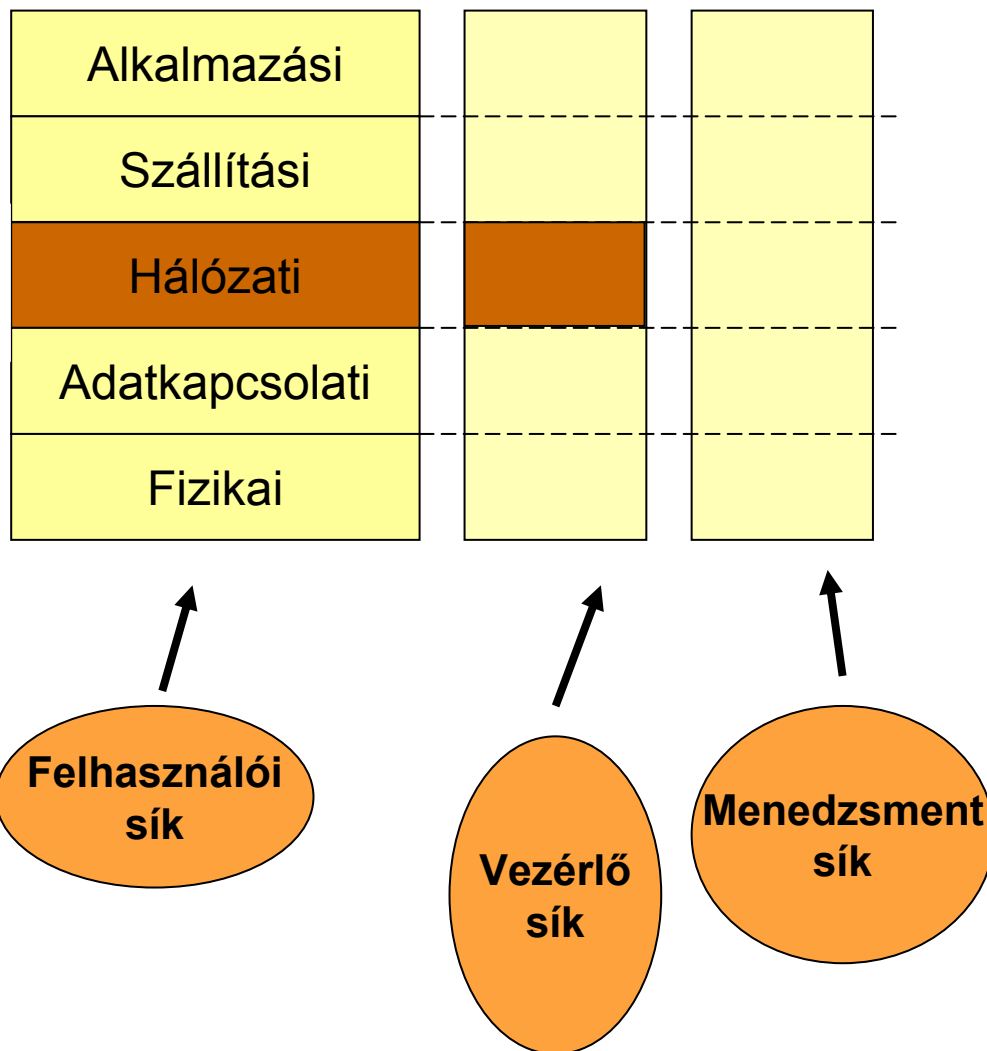 Alkalmazási
Szállítási
Hálózati
Adatkapcsolati
Fizikai
Felhasználói
sík
Vezérlő
sík
Menedzsment
sík